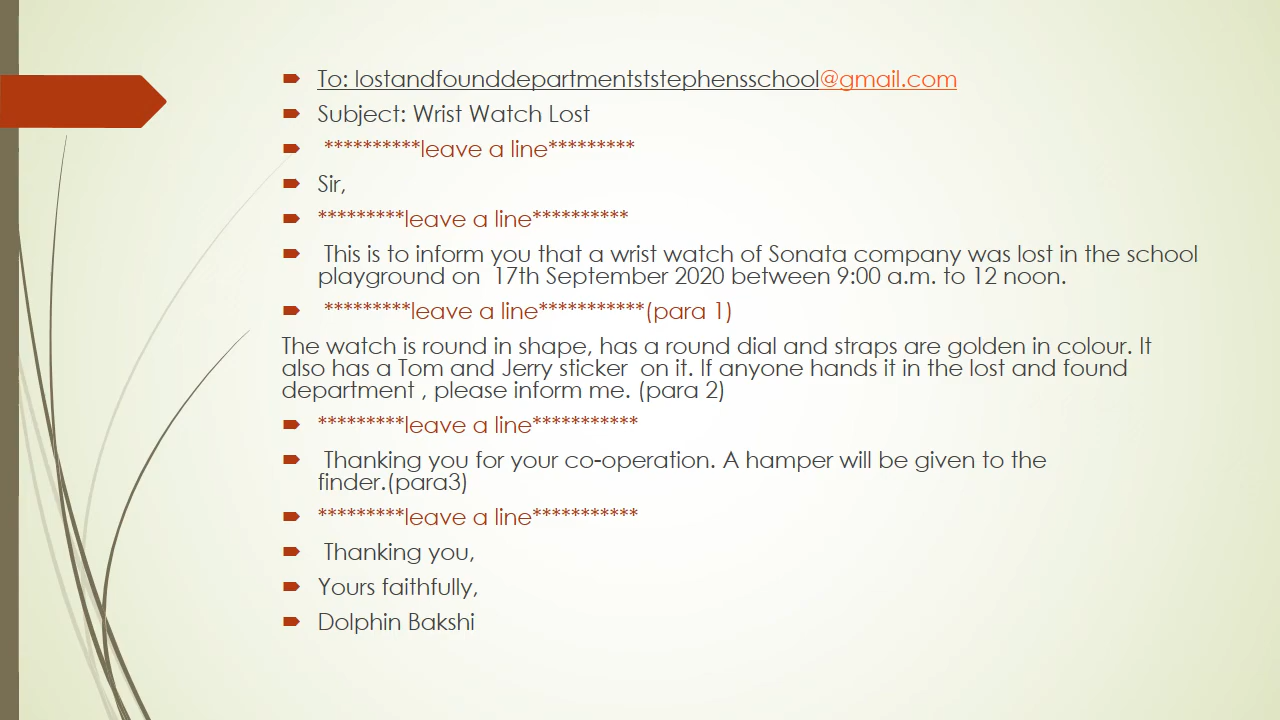 To: lostandfounddepartmentststephensschool@gmail.com
Subject: Wrist Watch Lost
**********leave a line*********
Sir,
*********leave a line**********
This is to inform you that a wrist watch of Sonata company was lost in the school
playground on  17th September 2020 between 9:00 a.m. to 12 noon.
*********leave a line***********(para 1)
The watch is round in shape, has a round dial and straps are golden in colour. It
also has a Tom and Jerry sticker  on it. If anyone hands it in the lost and found
department , please inform me. (para 2)
*********leave a line***********
Thanking you for your co-operation. A hamper will be given to the
finder.(para3)
*********leave a line***********
Thanking you,
Yours faithfully,
Dolphin Bakshi